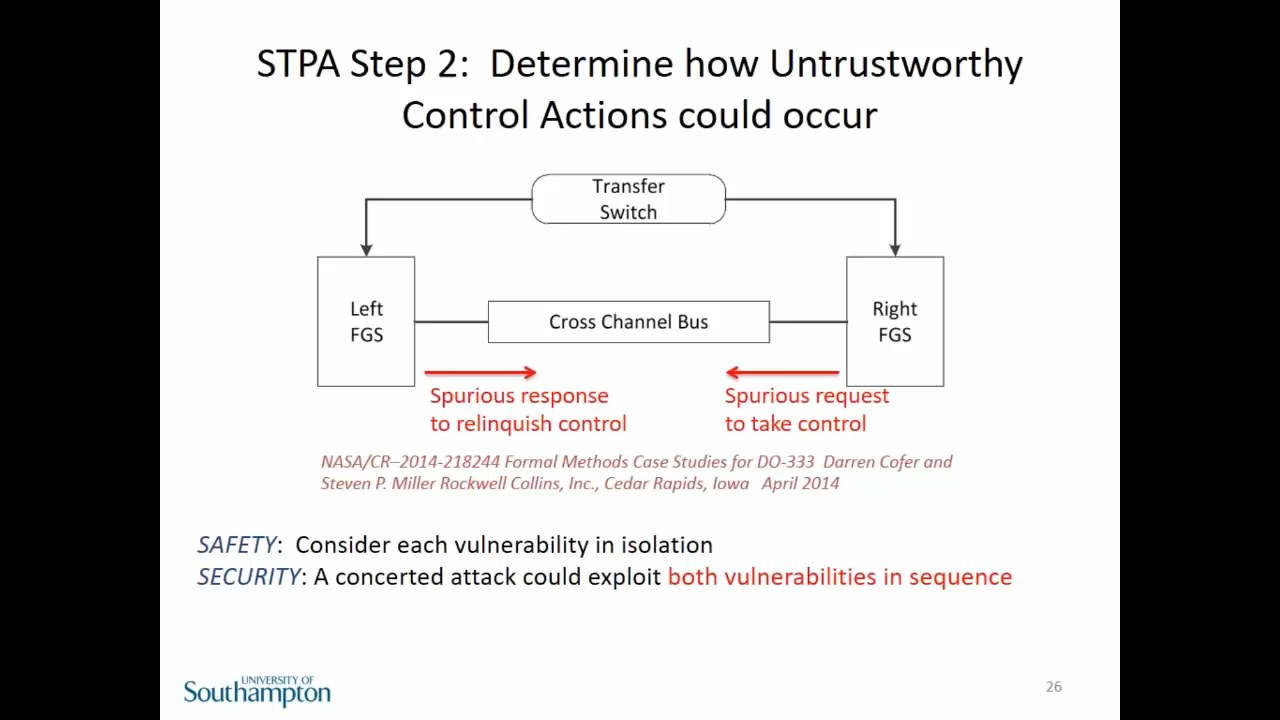 STPA Step 2:  Determine how Untrustworthy
Control Actions could occur
Transfer
Switch
Left
FGS
Cross Channel Bus
Right
FGS
Spurious response
to relinquish control
Spurious request
to take control
NASA/CR–2014-218244 Formal Methods Case Studies for DO-333  Darren Cofer and
Steven P. Miller Rockwell Collins, Inc., Cedar Rapids, Iowa   April 2014
SAFETY:  Consider each vulnerability in isolation
SECURITY: A concerted attack could exploit both vulnerabilities in sequence
UNIVERSITY OF
Southampton
26